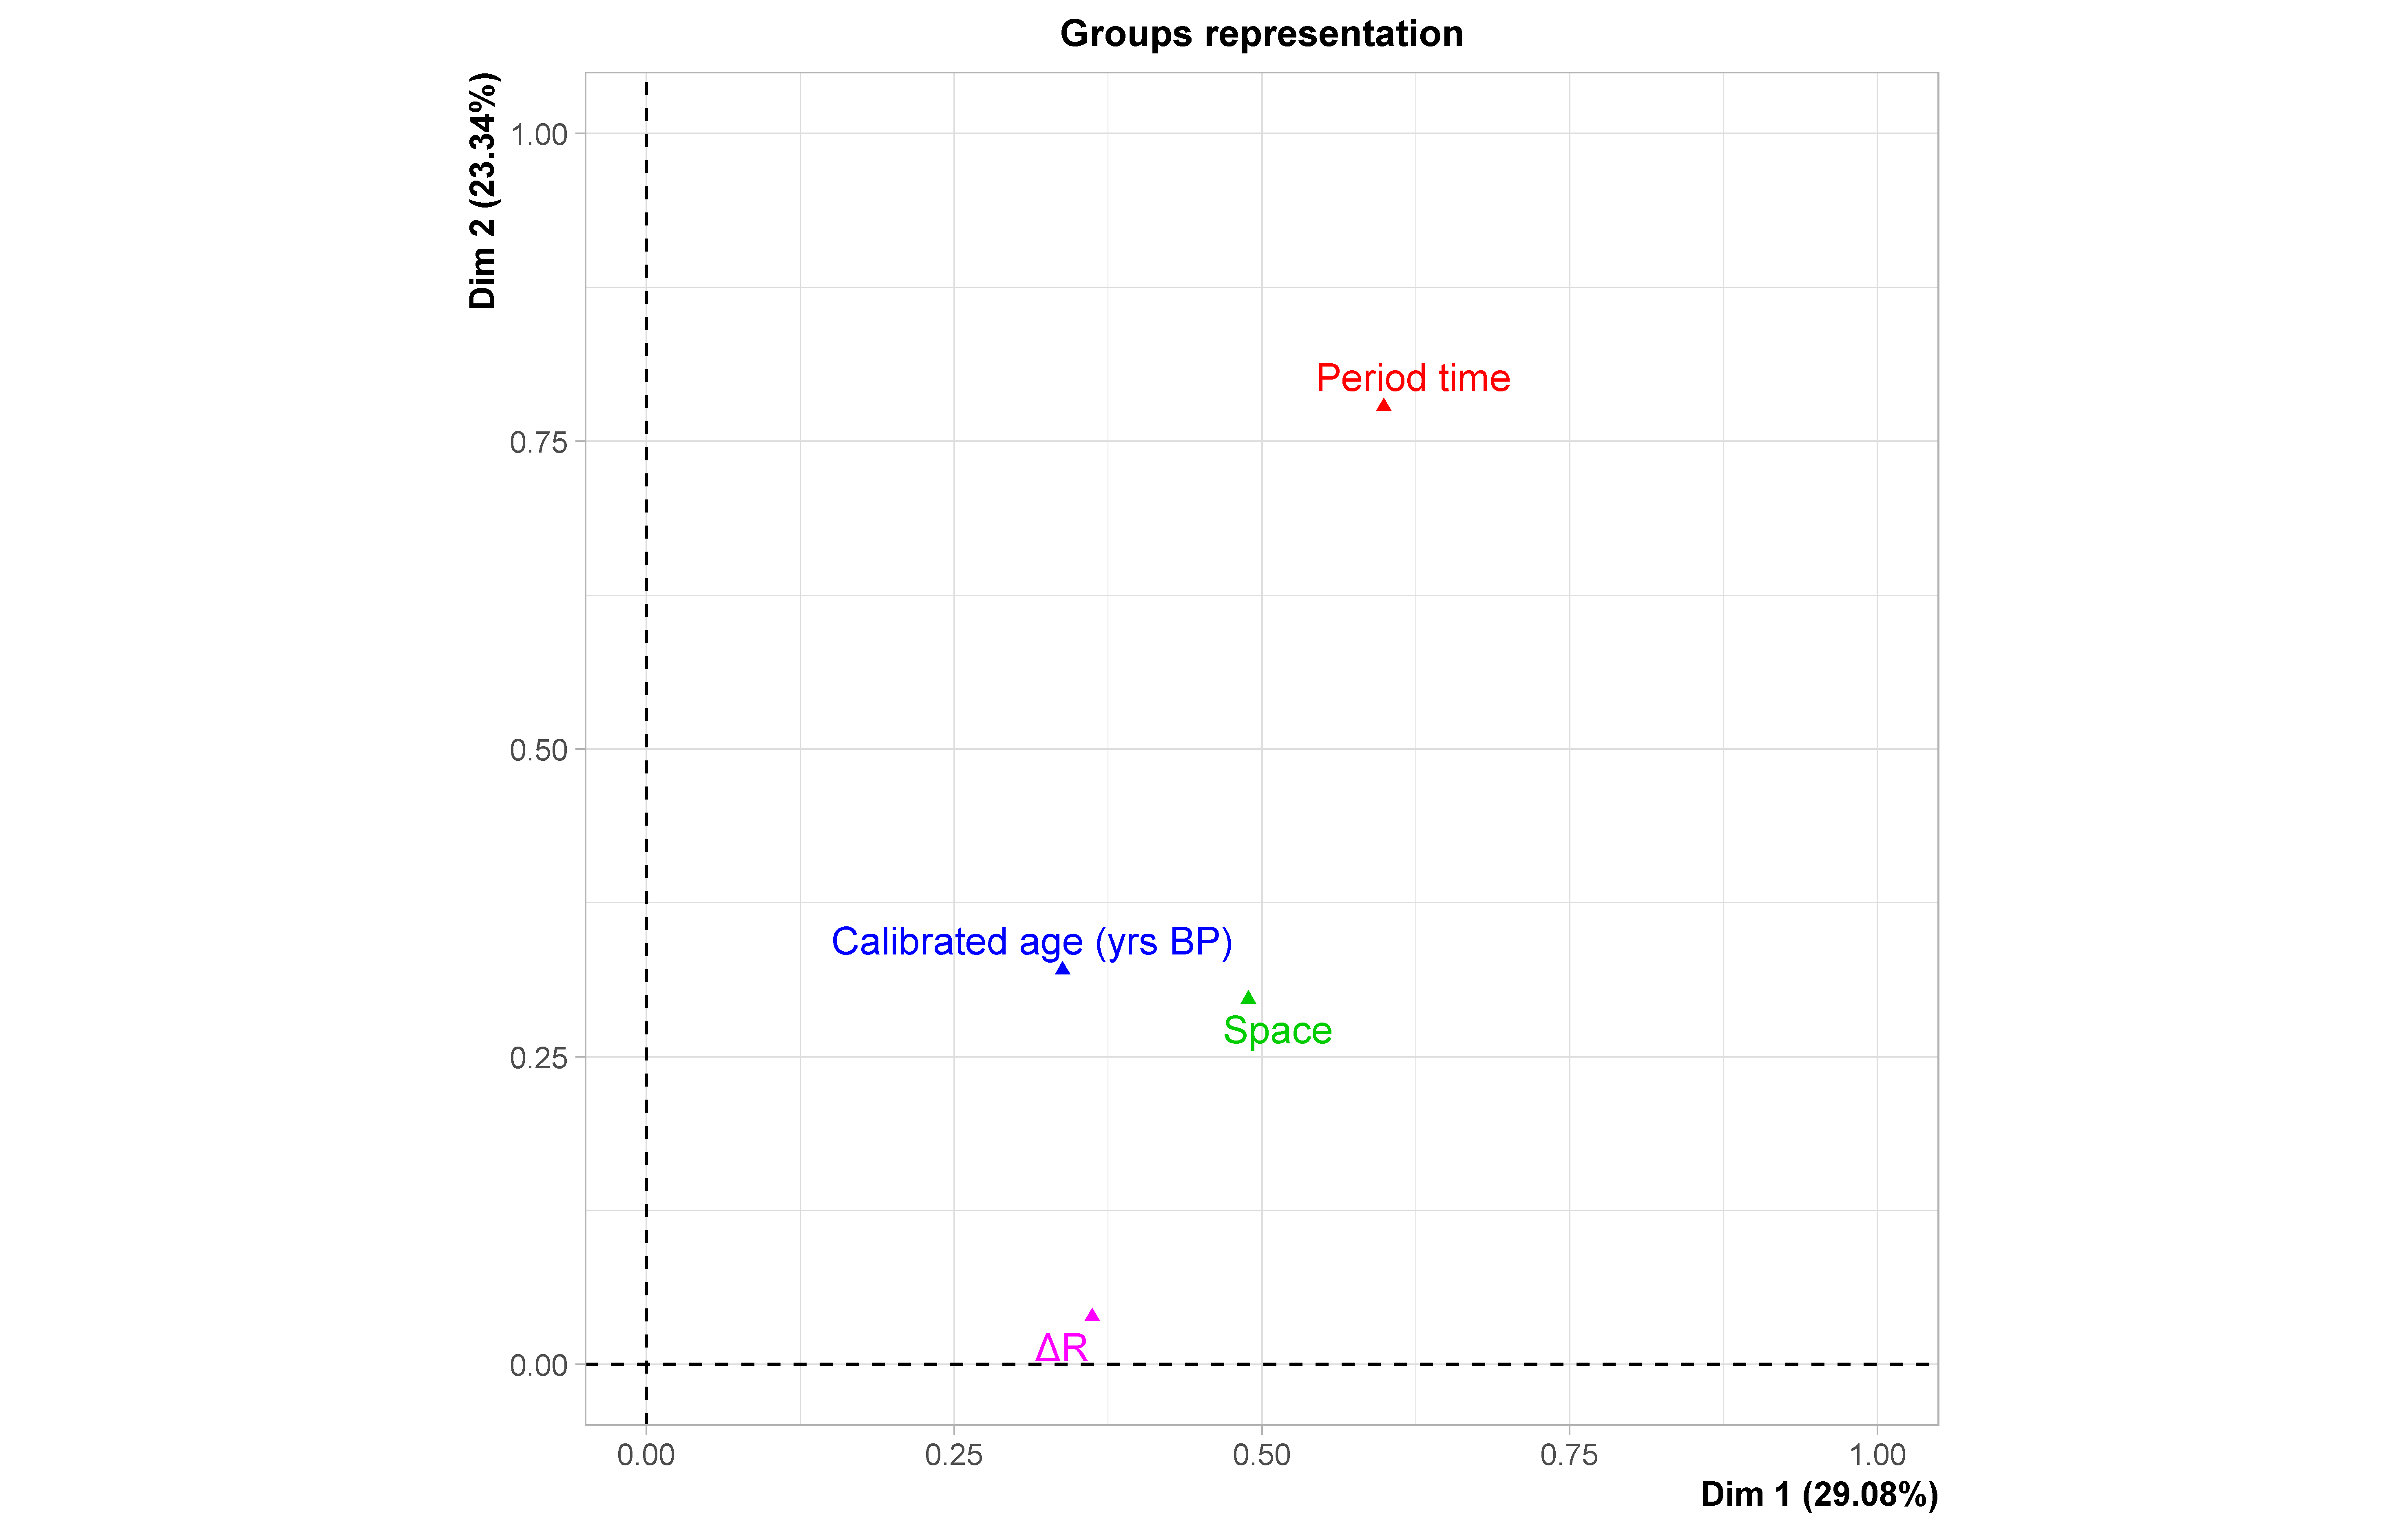 Groups representation
Dim 2 (23.34%)
1.00
0.75
0.50
0.25
0.00
Period time
Calibrated age (yrs BP)
Space
ΔR
0.00 0.25 0.50 0.75 1.00
Dim 1 (29.08%)